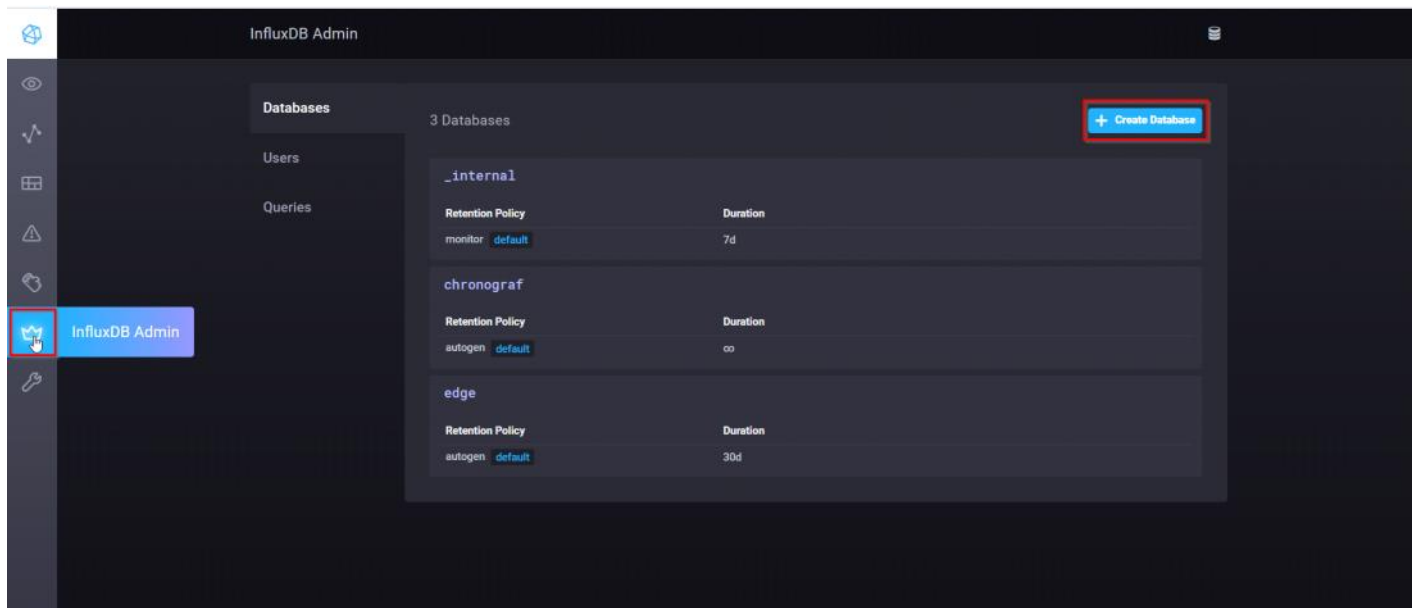 InfluxDB Admin
Databases
Users
Queries
InfluxDB Admin
3 Databases
+ Create Database
_internal
Retention Policy Duration
monitor default 7d
chronograf
Retention Policy Duration
autogen default ∞
edge
Retention Policy Duration
autogen default 30d